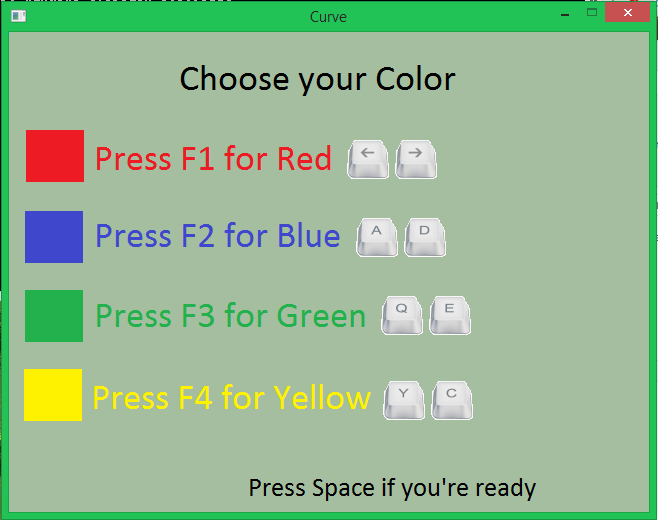 Curve
Choose your Color
Press F1 for Red ← →
Press F2 for Blue A D
Press F3 for Green Q E
Press F4 for Yellow Y C
Press Space if you're ready